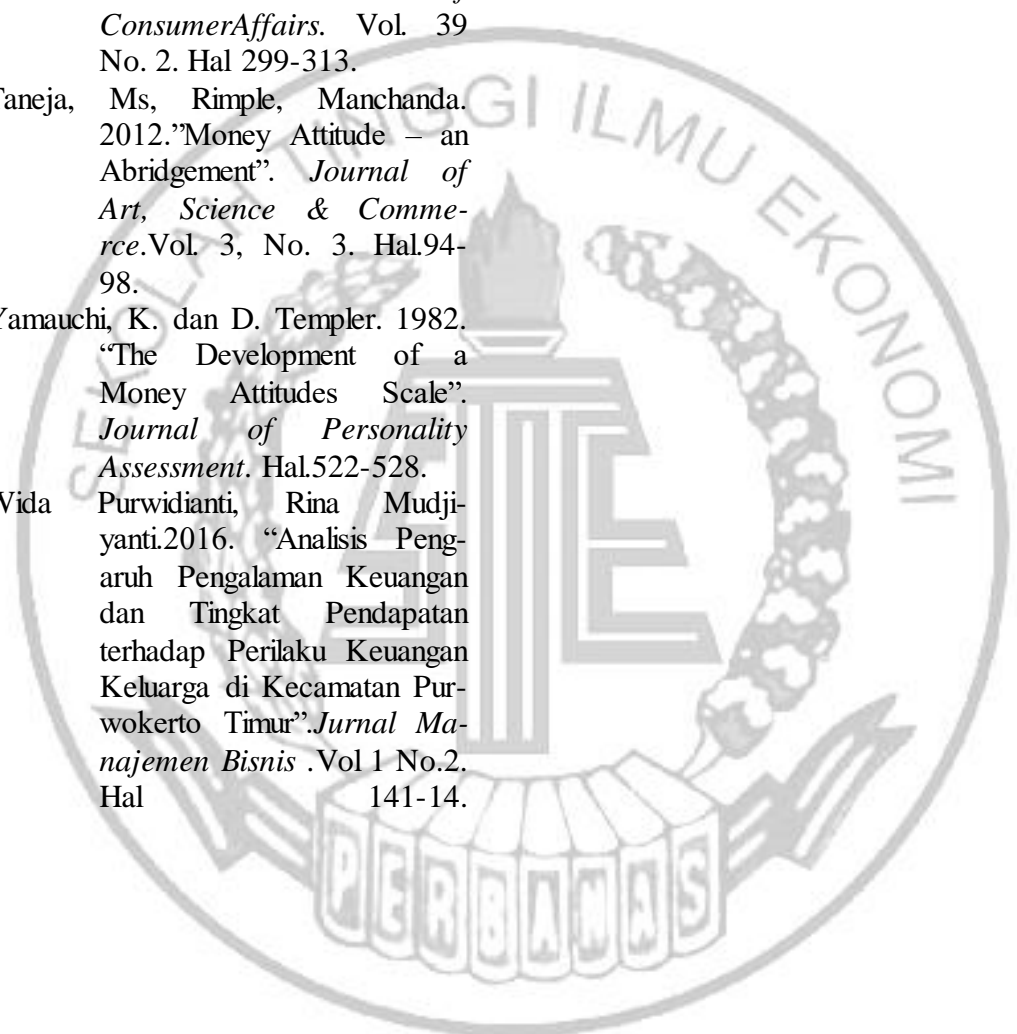 ConsumerAffairs. Vol. 39
No. 2. Hal 299-313.
Taneja, Ms, Rimple, Manchanda.
2012.”Money Attitude – an
Abridgement”. Journal of
Art, Science & Comme-
rce.Vol. 3, No. 3. Hal.94-
98.
Yamauchi, K. dan D. Templer. 1982.
“The Development of a
Money Attitudes Scale”.
Journal of Personality
Assessment. Hal.522-528.
Wida Purwidianti, Rina Mudji-
yanti.2016. “Analisis Peng-
aruh Pengalaman Keuangan
dan Tingkat Pendapatan
terhadap Perilaku Keuangan
Keluarga di Kecamatan Pur-
wokerto Timur”.Jurnal Ma-
najemen Bisnis .Vol 1 No.2.
Hal 141-14.
SEKOLAH TINGGI ILMU EKONOMI
PERBANAS